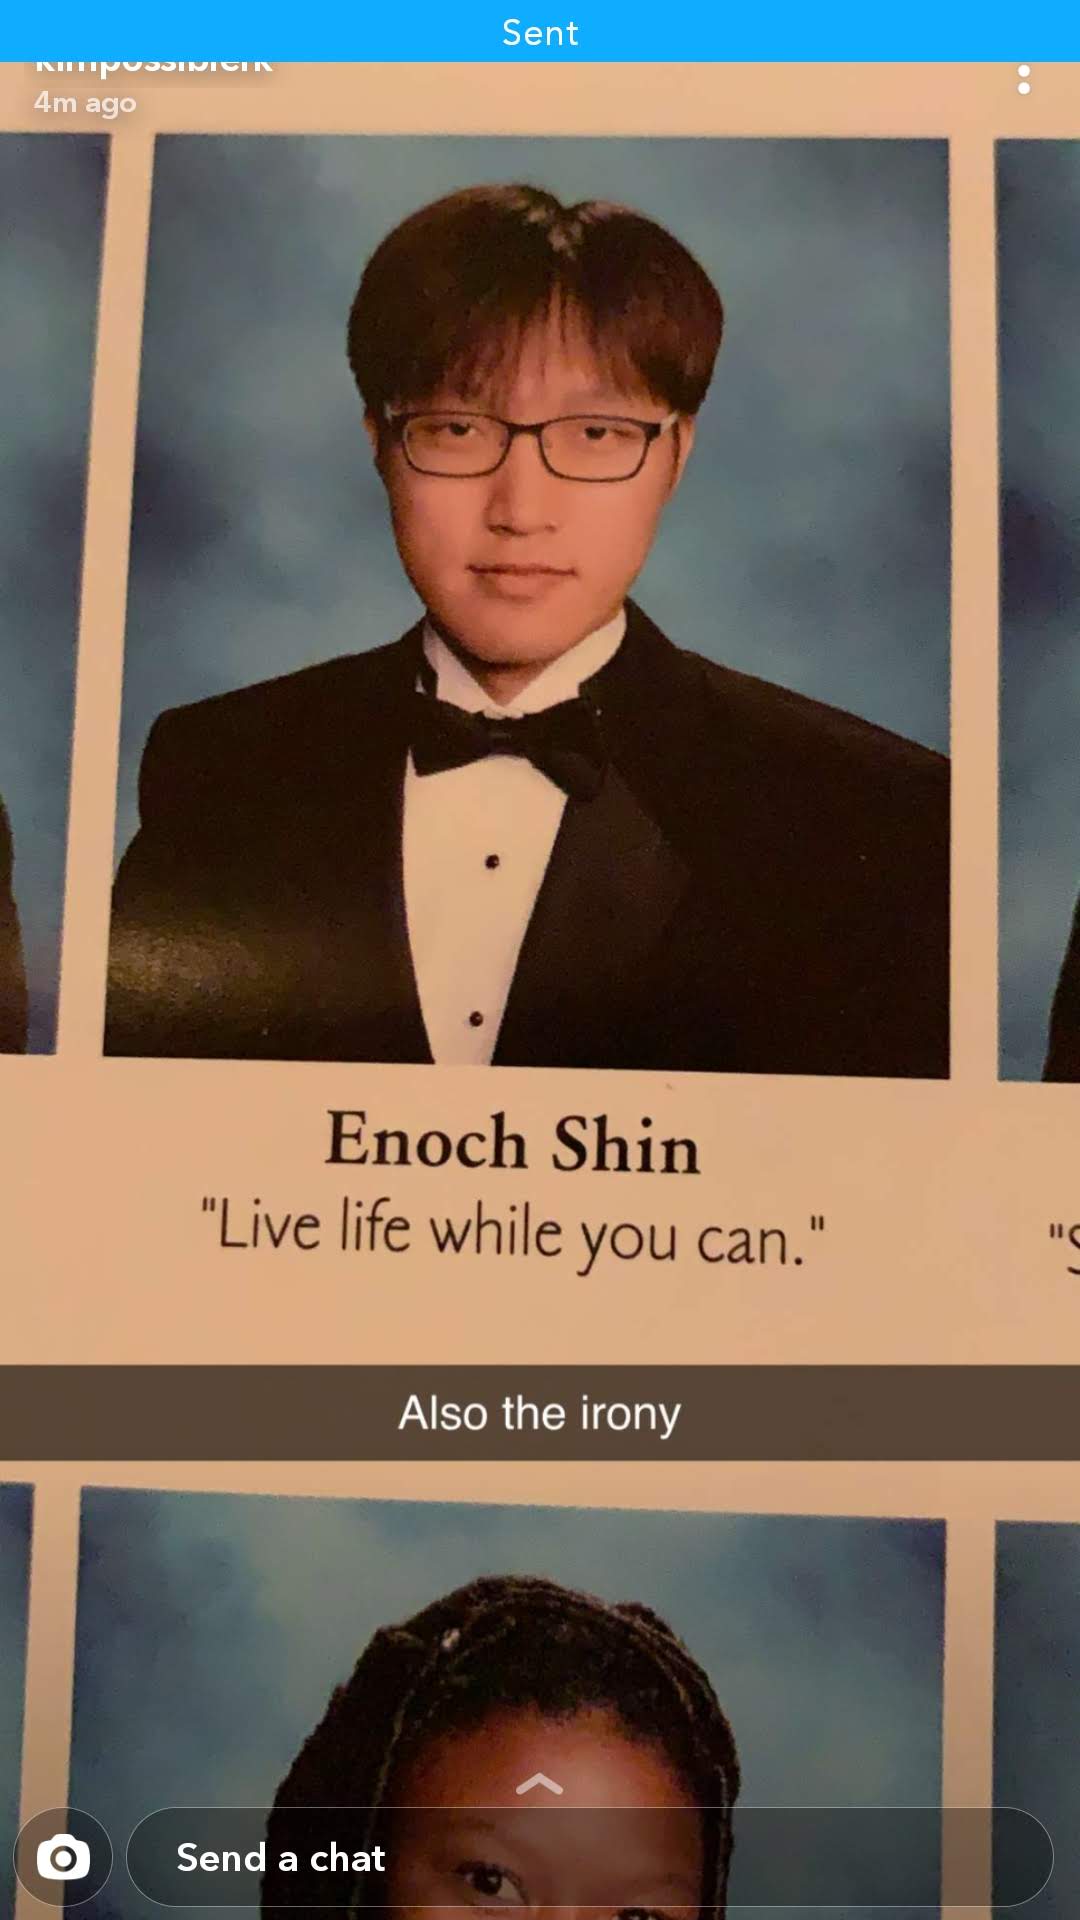 Sent
4m ago
Enoch Shin
"Live life while you can."
"S
Also the irony
Send a chat